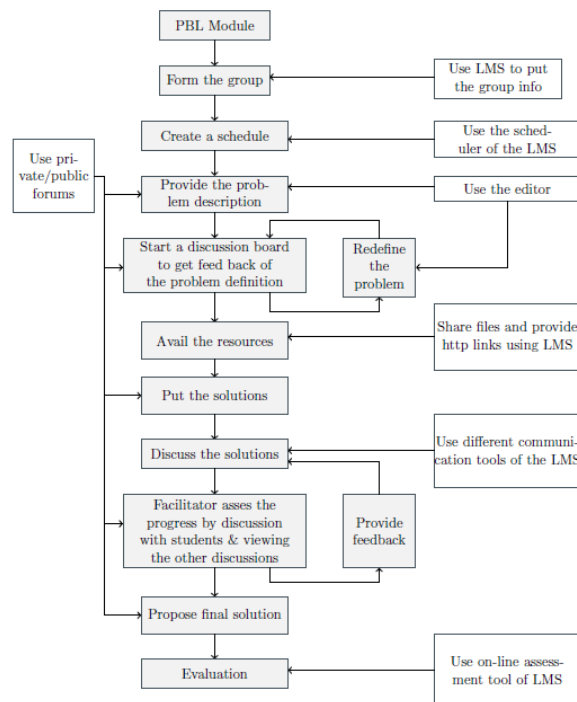 PBL Module
Form the group
Use LMS to put
the group info
Create a schedule
Use the sched-
uler of the LMS
Use pri-
vate/public
forums
Provide the prob-
lem description
Use the editor
Start a discussion board
to get feed back of
the problem definition
Redefine
the
problem
Avail the resources
Share files and provide
http links using LMS
Put the solutions
Discuss the solutions
Use different communi-
cation tools of the LMS
Facilitator asses the
progress by discussion
with students & viewing
the other discussions
Provide
feedback
Propose final solution
Evaluation
Use on-line assess-
ment tool of LMS